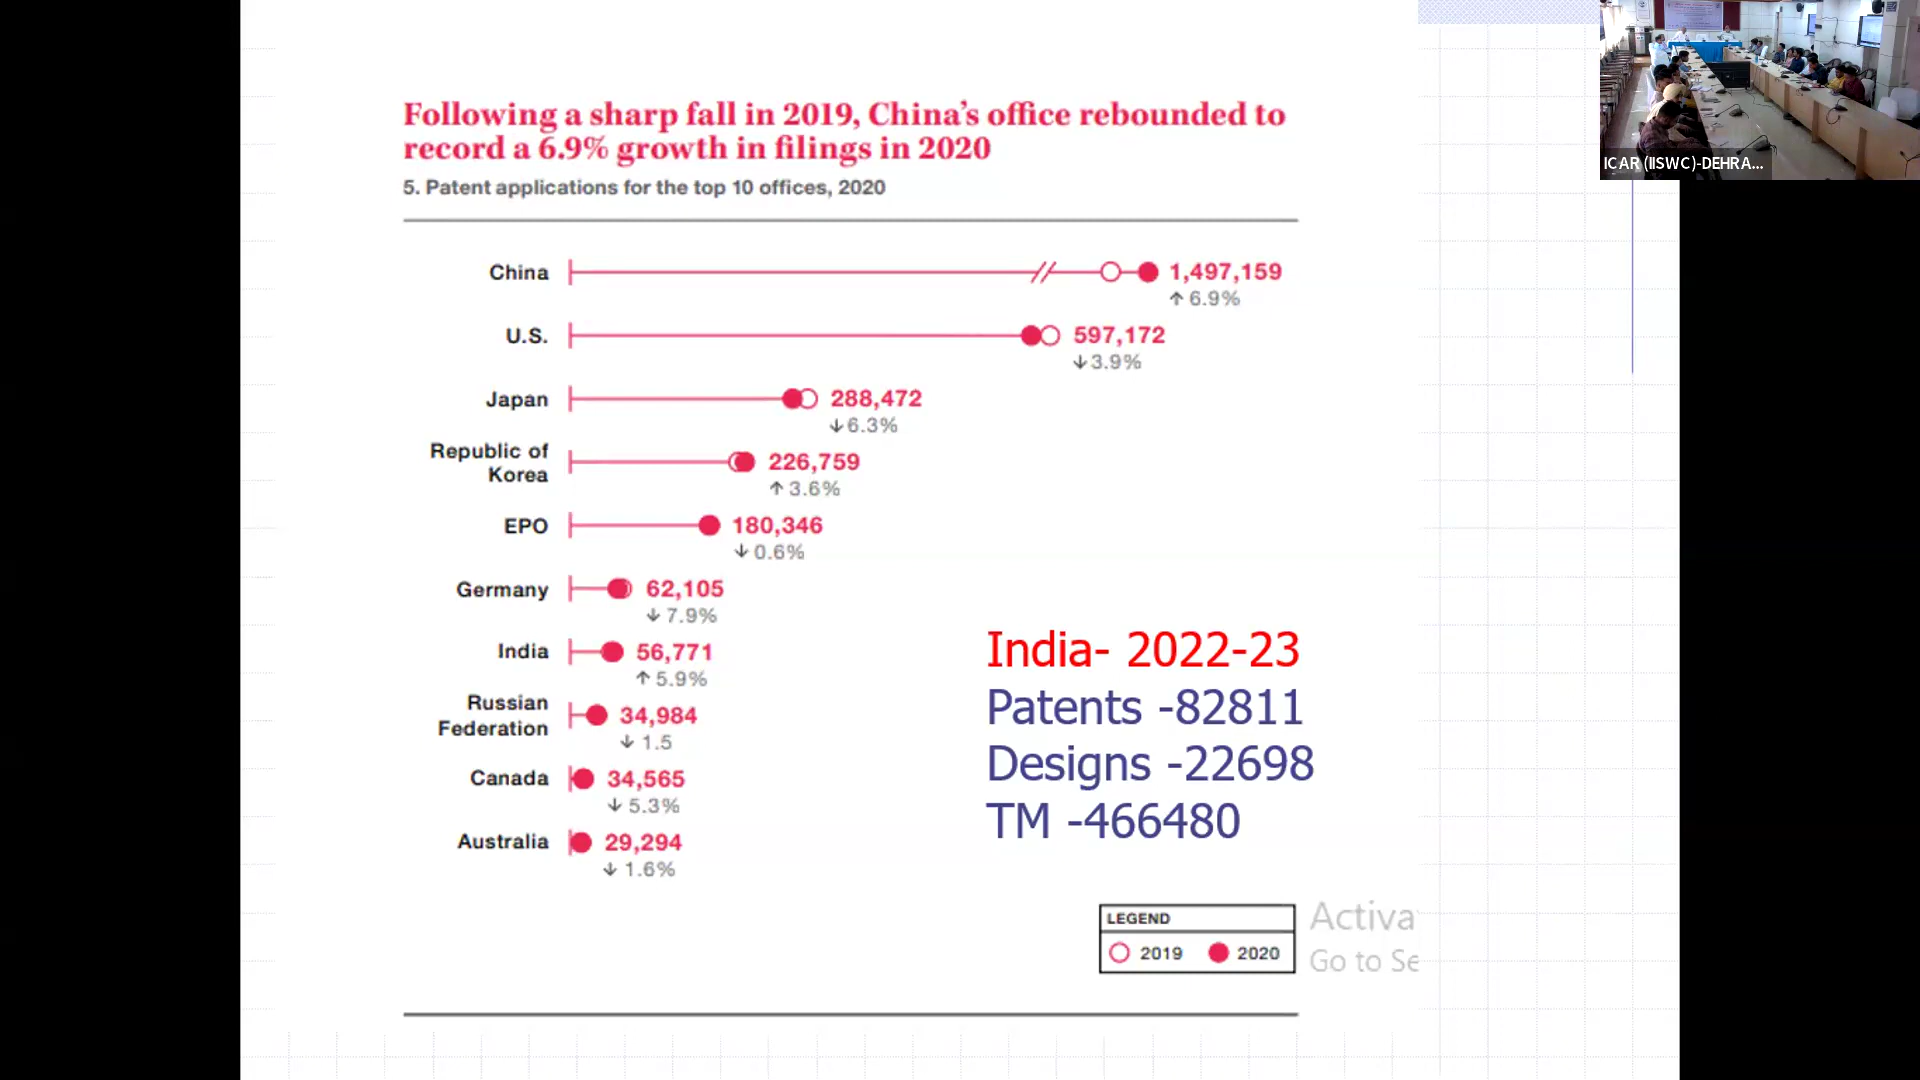 ICAR (IISWC)-DEHRA...
Following a sharp fall in 2019, China's office rebounded to
record a 6.9% growth in filings in 2020
5. Patent applications for the top 10 offices, 2020
China 1,497,159
↑ 6.9%
U.S. 597,172
↓ 3.9%
Japan 288,472
↓ 6.3%
Republic of
Korea 226,759
↑ 3.6%
EPO 180,346
↓ 0.6%
Germany 62,105
↓ 7.9%
India 56,771
↑ 5.9%
Russian
Federation 34,984
↓ 1.5
Canada 34,565
↓ 5.3%
Australia 29,294
↓ 1.6%
India- 2022-23
Patents -82811
Designs -22698
TM -466480
LEGEND
2019 2020
Activa
Go to Se